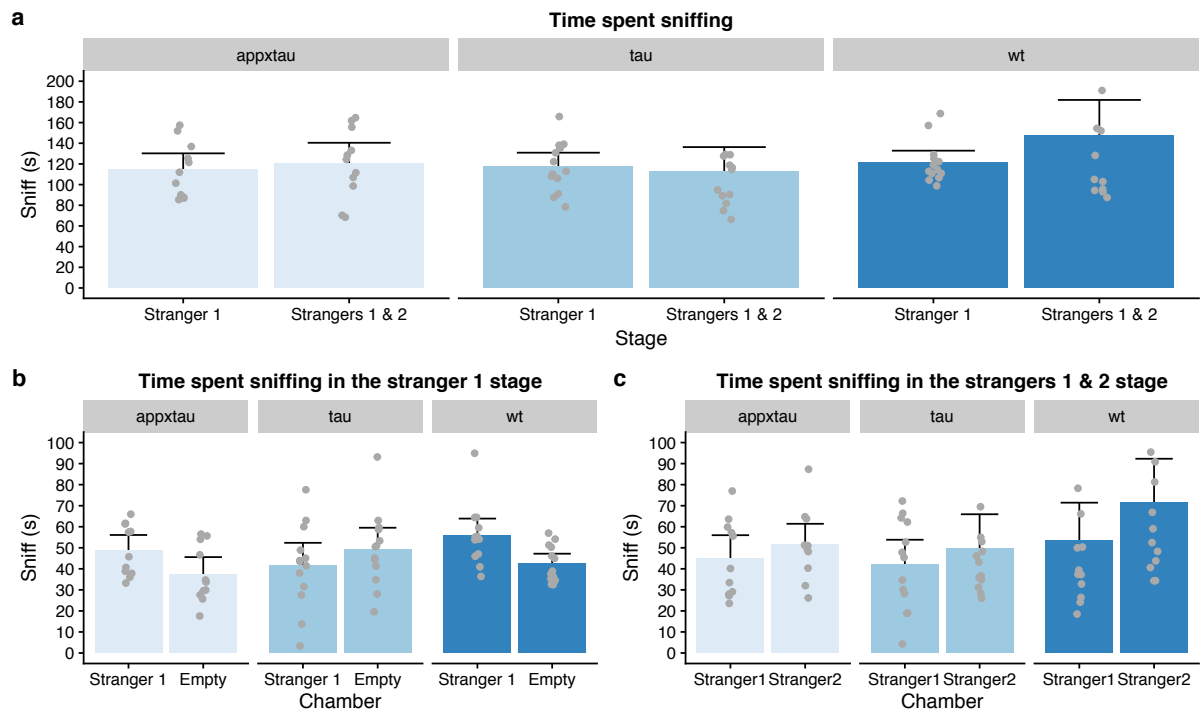 a
Time spent sniffing
appxtau tau wt
Sniff (s)
200
180
160
140
120
100
80
60
40
20
0
Stranger 1 Strangers 1 & 2 Stranger 1 Strangers 1 & 2 Stranger 1 Strangers 1 & 2
Stage
b
Time spent sniffing in the stranger 1 stage
appxtau tau wt
Sniff (s)
100
90
80
70
60
50
40
30
20
10
0
Stranger 1 Empty Stranger 1 Empty Stranger 1 Empty
Chamber
c
Time spent sniffing in the strangers 1 & 2 stage
appxtau tau wt
Sniff (s)
100
90
80
70
60
50
40
30
20
10
0
Stranger1 Stranger2 Stranger1 Stranger2 Stranger1 Stranger2
Chamber